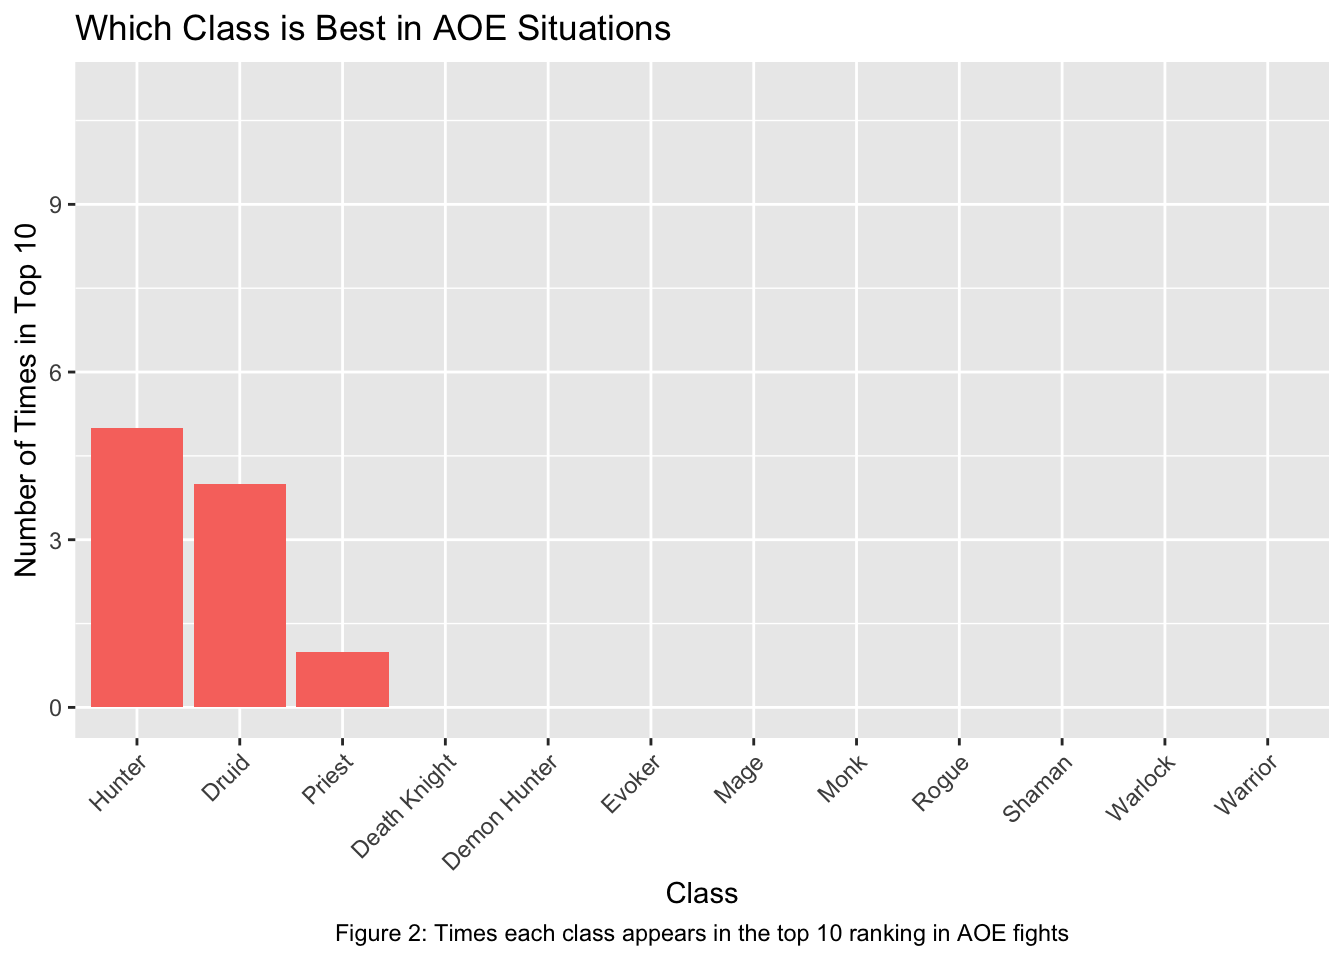 Which Class is Best in AOE Situations
Number of Times in Top 10
9
6
3
0
Hunter
Druid
Priest
Death Knight
Demon Hunter
Evoker
Mage
Monk
Rogue
Shaman
Warlock
Warrior
Class
Figure 2: Times each class appears in the top 10 ranking in AOE fights